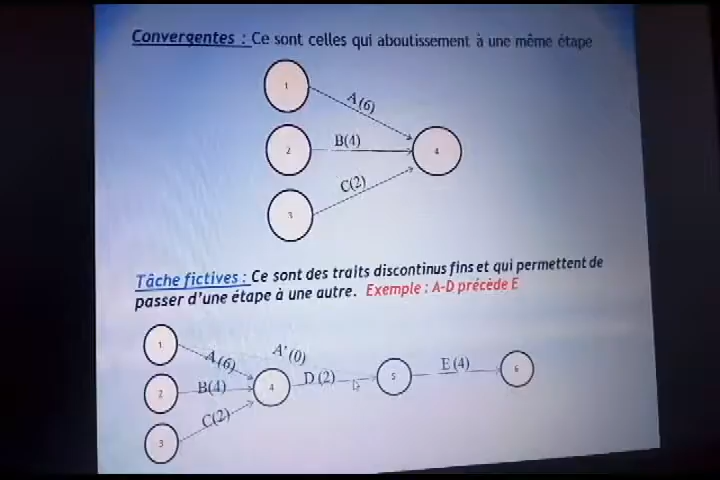 Convergentes : Ce sont celles qui aboutissement à une même étape
1
A(6)
2
B(4)
4
C(2)
3
Tâche fictives : Ce sont des traits discontinus fins et qui permettent de
passer d'une étape à une autre. Exemple : A-D précède E
1
A(6)
A'(0)
2
B(4)
4
D(2)
5
E(4)
6
C(2)
3